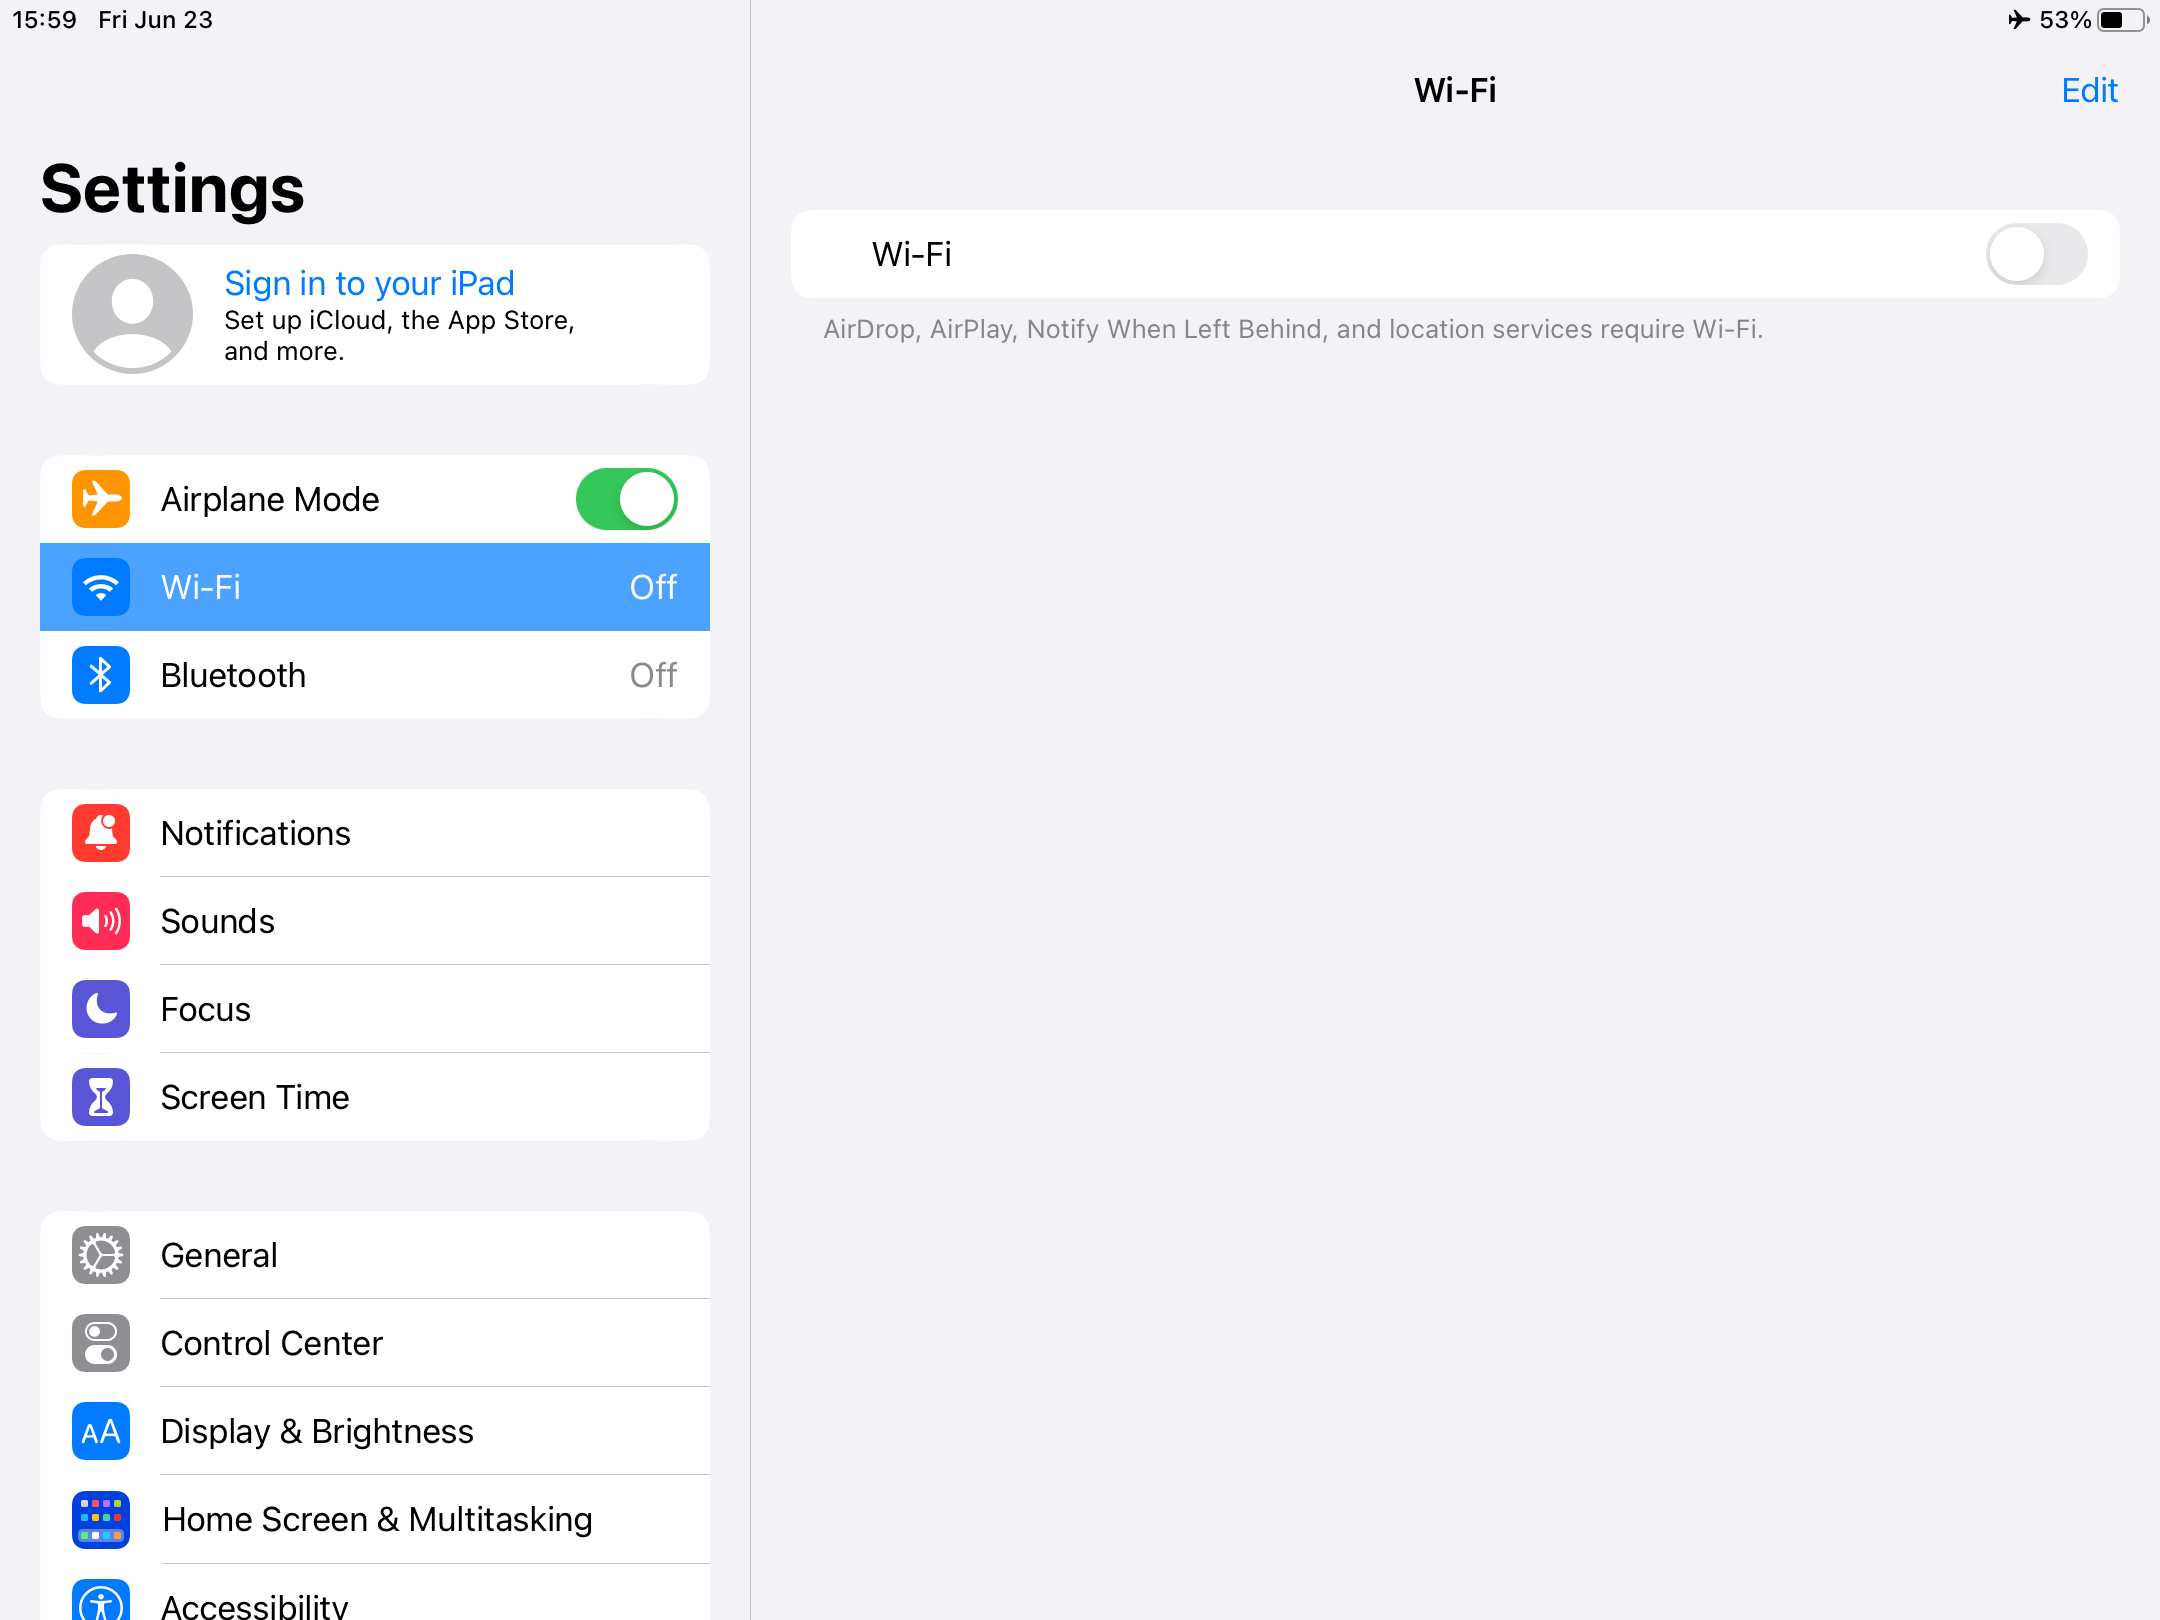 15:59 Fri Jun 23
53%
Settings
Sign in to your iPad
Set up iCloud, the App Store,
and more.
Airplane Mode
Wi-Fi Off
Bluetooth Off
Notifications
Sounds
Focus
Screen Time
General
Control Center
AA Display & Brightness
Home Screen & Multitasking
Accessibility
Wi-Fi
Edit
Wi-Fi
AirDrop, AirPlay, Notify When Left Behind, and location services require Wi-Fi.